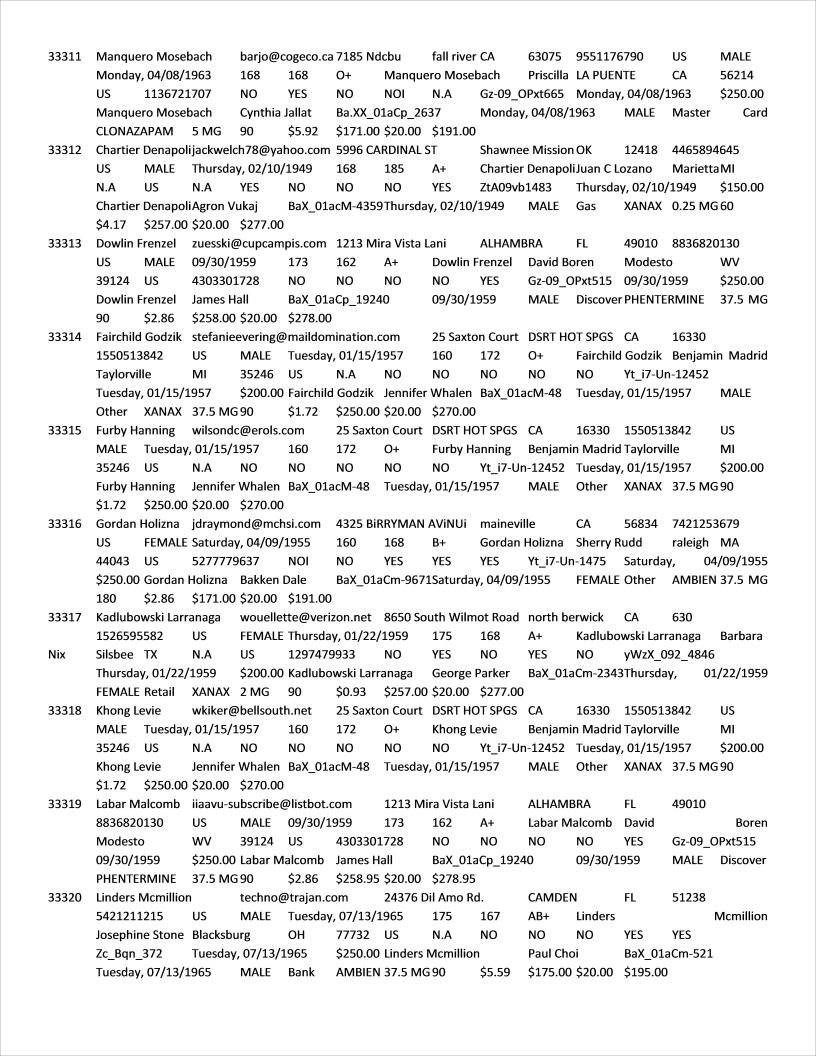 33311 Manquero Mosebach barjo@cogeco.ca 7185 Ndcbu fall river CA 63075 9551176790 US MALE
Monday, 04/08/1963 168 168 O+ Manquero Mosebach Priscilla LA PUENTE CA 56214
US 1136721707 NO YES NO NOI N.A Gz-09_OPxt665 Monday, 04/08/1963 $250.00
Manquero Mosebach Cynthia Jallat Ba.XX_01aCp_2637 Monday, 04/08/1963 MALE Master Card
CLONAZAPAM 5 MG 90 $5.92 $171.00 $20.00 $191.00
33312 Chartier Denapoli jackwelch78@yahoo.com 5996 CARDINAL ST Shawnee Mission OK 12418 4465894645
US MALE Thursday, 02/10/1949 168 185 A+ Chartier Denapoli Juan C Lozano Marietta MI
N.A US N.A YES NO NO NO YES ZtA09vb1483 Thursday, 02/10/1949 $150.00
Chartier Denapoli Agron Vukaj BaX_01acM-4359 Thursday, 02/10/1949 MALE Gas XANAX 0.25 MG 60
$4.17 $257.00 $20.00 $277.00
33313 Dowlin Frenzel zuesski@cupcampis.com 1213 Mira Vista Lani ALHAMBRA FL 49010 8836820130
US MALE 09/30/1959 173 162 A+ Dowlin Frenzel David Boren Modesto WV
39124 US 4303301728 NO NO NO NO YES Gz-09_OPxt515 09/30/1959 $250.00
Dowlin Frenzel James Hall BaX_01aCp_19240 09/30/1959 MALE Discover PHENTERMINE 37.5 MG
90 $2.86 $258.00 $20.00 $278.00
33314 Fairchild Godzik stefanieevering@maildomination.com 25 Saxton Court DSRT HOT SPGS CA 16330
1550513842 US MALE Tuesday, 01/15/1957 160 172 O+ Fairchild Godzik Benjamin Madrid
Taylorville MI 35246 US N.A NO NO NO NO NO Yt_i7-Un-12452
Tuesday, 01/15/1957 $200.00 Fairchild Godzik Jennifer Whalen BaX_01acM-48 Tuesday, 01/15/1957 MALE
Other XANAX 37.5 MG 90 $1.72 $250.00 $20.00 $270.00
33315 Furby Hanning wilsondc@erols.com 25 Saxton Court DSRT HOT SPGS CA 16330 1550513842 US
MALE Tuesday, 01/15/1957 160 172 O+ Furby Hanning Benjamin Madrid Taylorville MI
35246 US N.A NO NO NO NO NO Yt_i7-Un-12452 Tuesday, 01/15/1957 $200.00
Furby Hanning Jennifer Whalen BaX_01acM-48 Tuesday, 01/15/1957 MALE Other XANAX 37.5 MG 90
$1.72 $250.00 $20.00 $270.00
33316 Gordan Holizna jdraymond@mchsi.com 4325 BiRRYMAN AViNUi maineville CA 56834 7421253679
US FEMALE Saturday, 04/09/1955 160 168 B+ Gordan Holizna Sherry Rudd raleigh MA
44043 US 5277779637 NOI NO YES YES YES Yt_i7-Un-1475 Saturday, 04/09/1955
$250.00 Gordan Holizna Bakken Dale BaX_01aCm-9671 Saturday, 04/09/1955 FEMALE Other AMBIEN 37.5 MG
180 $2.86 $171.00 $20.00 $191.00
33317 Kadlubowski Larranaga wouellette@verizon.net 8650 South Wilmot Road north berwick CA 630
1526595582 US FEMALE Thursday, 01/22/1959 175 168 A+ Kadlubowski Larranaga Barbara
Nix Silsbee TX N.A US 1297479933 NO YES NO YES NO yWzX_092_4846
Thursday, 01/22/1959 $200.00 Kadlubowski Larranaga George Parker BaX_01aCm-2343 Thursday, 01/22/1959
FEMALE Retail XANAX 2 MG 90 $0.93 $257.00 $20.00 $277.00
33318 Khong Levie wkiker@bellsouth.net 25 Saxton Court DSRT HOT SPGS CA 16330 1550513842 US
MALE Tuesday, 01/15/1957 160 172 O+ Khong Levie Benjamin Madrid Taylorville MI
35246 US N.A NO NO NO NO NO Yt_i7-Un-12452 Tuesday, 01/15/1957 $200.00
Khong Levie Jennifer Whalen BaX_01acM-48 Tuesday, 01/15/1957 MALE Other XANAX 37.5 MG 90
$1.72 $250.00 $20.00 $270.00
33319 Labar Malcomb iiaavu-subscribe@listbot.com 1213 Mira Vista Lani ALHAMBRA FL 49010
8836820130 US MALE 09/30/1959 173 162 A+ Labar Malcomb David Boren
Modesto WV 39124 US 4303301728 NO NO NO NO YES Gz-09_OPxt515
09/30/1959 $250.00 Labar Malcomb James Hall BaX_01aCp_19240 09/30/1959 MALE Discover
PHENTERMINE 37.5 MG 90 $2.86 $258.95 $20.00 $278.95
33320 Linders Mcmillion techno@trajan.com 24376 Dil Amo Rd. CAMDEN FL 51238
5421211215 US MALE Tuesday, 07/13/1965 175 167 AB+ Linders Mcmillion
Josephine Stone Blacksburg OH 77732 US N.A NO NO NO YES YES
Zc_Bqn_372 Tuesday, 07/13/1965 $250.00 Linders Mcmillion Paul Choi BaX_01aCm-521
Tuesday, 07/13/1965 MALE Bank AMBIEN 37.5 MG 90 $5.59 $175.00 $20.00 $195.00